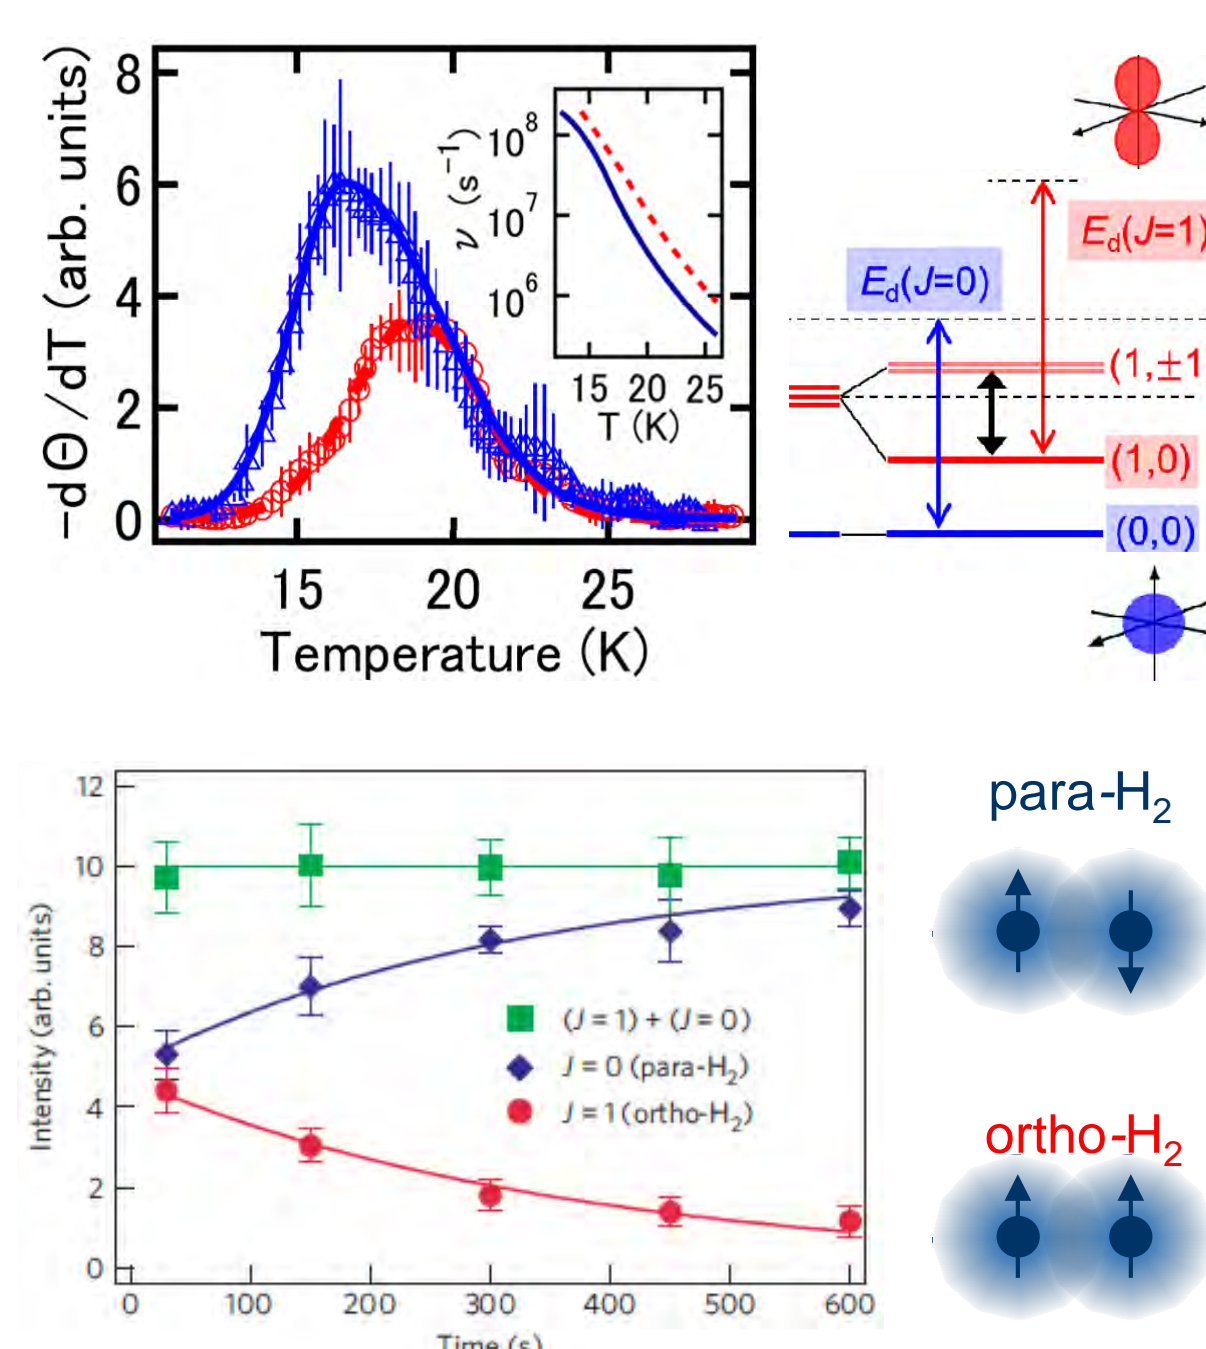 −dΘ/dT (arb. units)
8
6
4
2
0
15 20 25
Temperature (K)
ν (s⁻¹)
10⁸
10⁷
10⁶
15 20 25
T (K)
E_d(J=1)
E_d(J=0)
(1,±1
(1,0)
(0,0)
Intensity (arb. units)
12
10
8
6
4
2
0
(J = 1) + (J = 0)
J = 0 (para-H₂)
J = 1 (ortho-H₂)
0 100 200 300 400 500 600
Time (s)
para-H₂
ortho-H₂